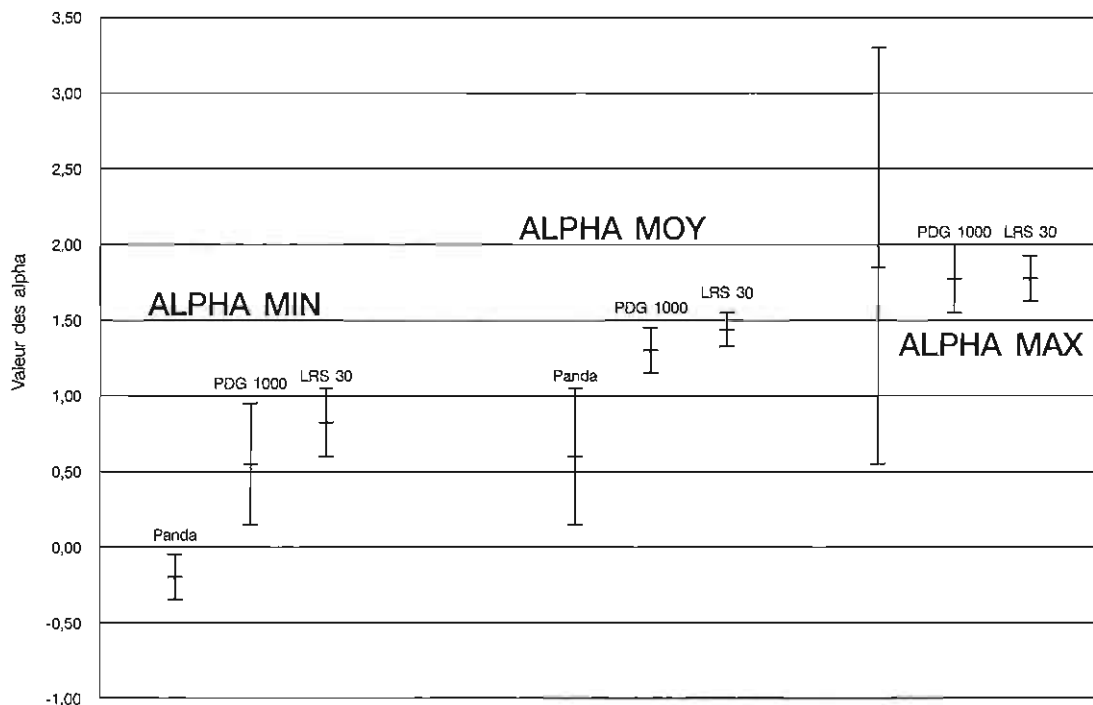 3,50
3,00
2,50
2,00
1.50
1,00
0,50
0,00
-0,50
-1,00
Valeur des alpha
ALPHA MIN
Panda
PDG 1000
LRS 30
ALPHA MOY
Panda
PDG 1000
LRS 30
ALPHA MAX
PDG 1000
LRS 30